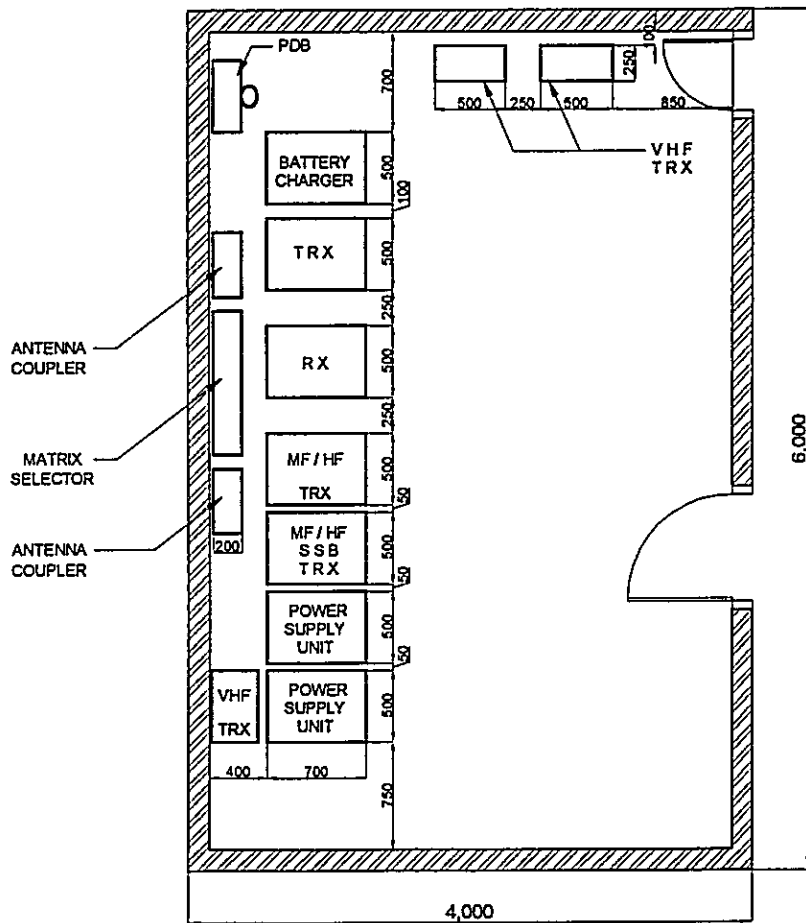 PDB
100
700
250
500
250
500
850
VHF
TRX
BATTERY
CHARGER
500
100
TRX
500
250
ANTENNA
COUPLER
RX
500
250
MATRIX
SELECTOR
MF / HF
TRX
500
50
ANTENNA
COUPLER
200
MF / HF
SSB
TRX
500
50
POWER
SUPPLY
UNIT
500
50
VHF
TRX
POWER
SUPPLY
UNIT
500
400
700
750
6,000
4,000